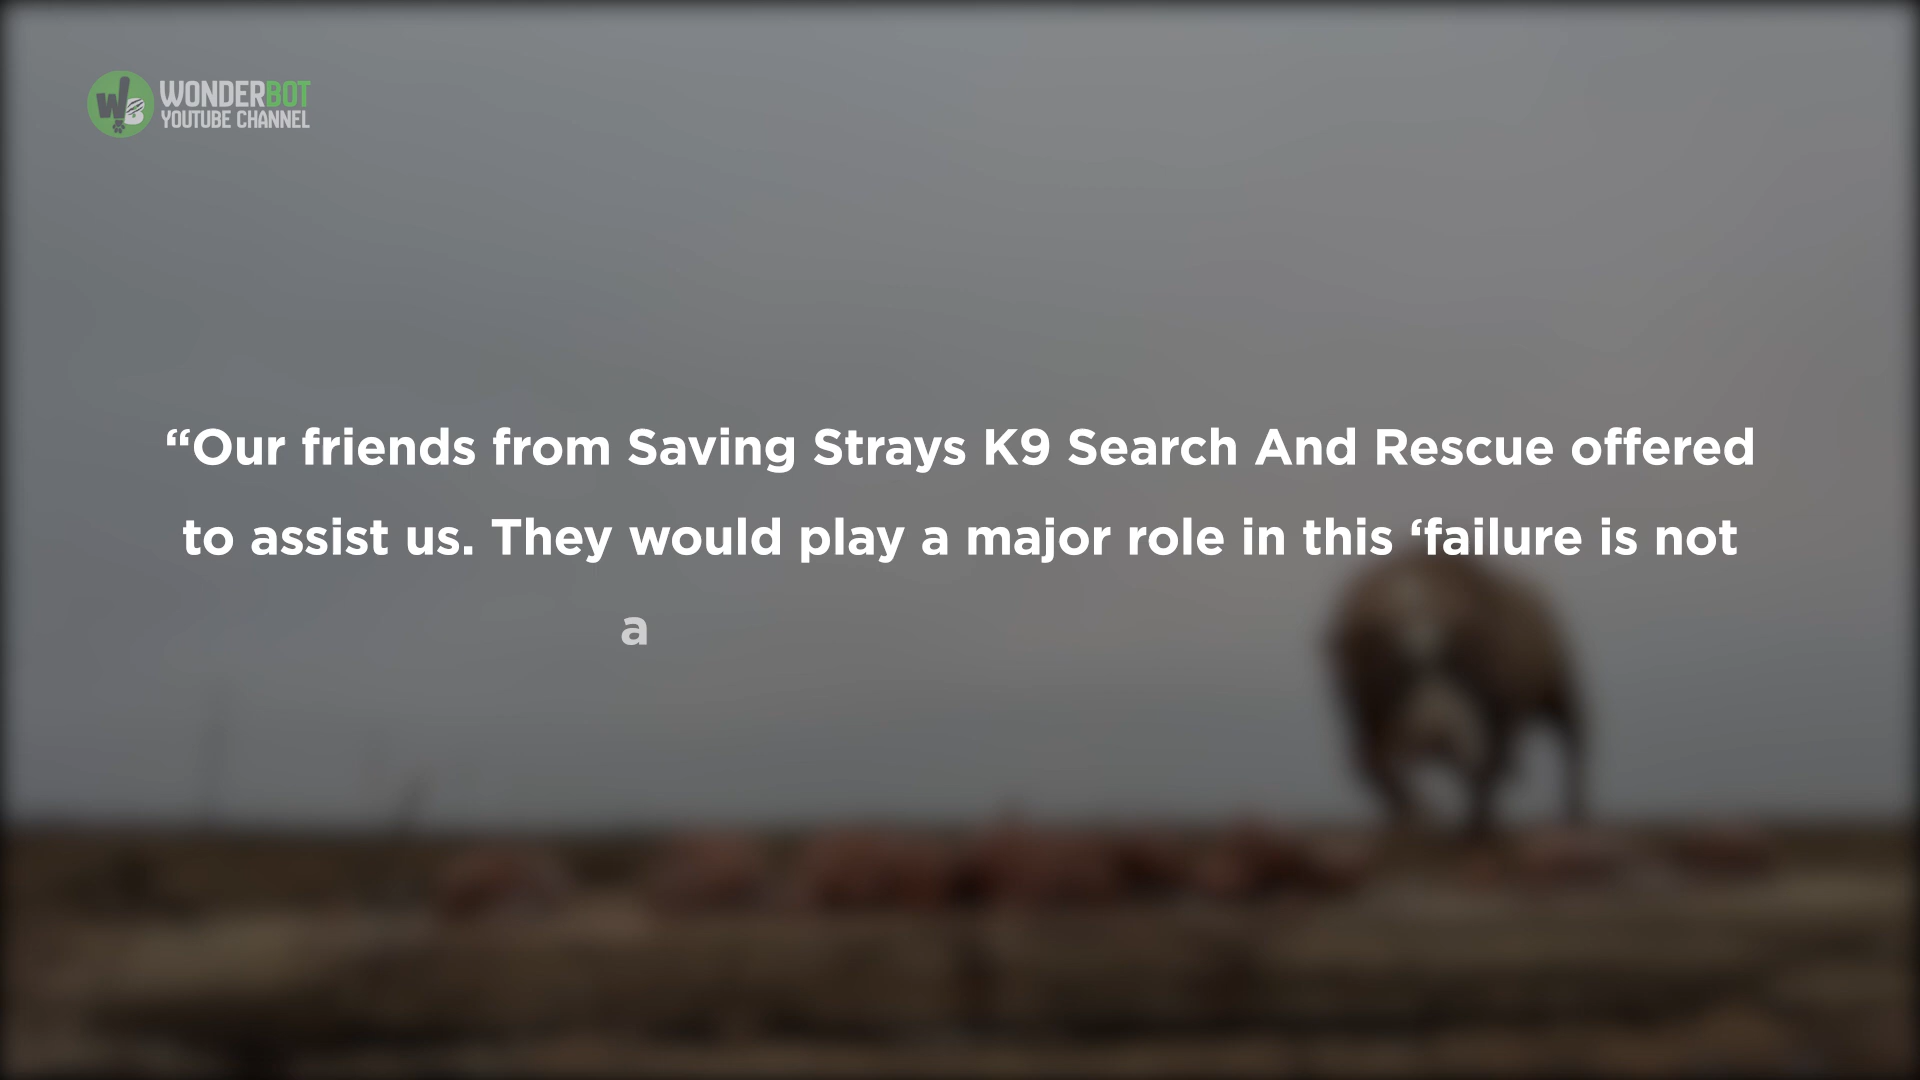 WONDERBOT
YOUTUBE CHANNEL
“Our friends from Saving Strays K9 Search And Rescue offered
to assist us. They would play a major role in this ‘failure is not
a